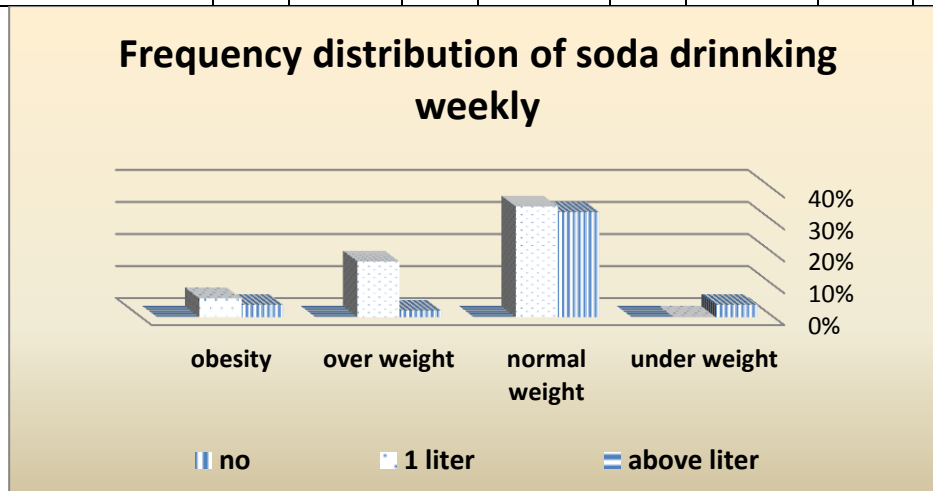 Frequency distribution of soda drinnking
weekly
40%
30%
20%
10%
0%
obesity
over weight
normal
weight
under weight
no
1 liter
above liter